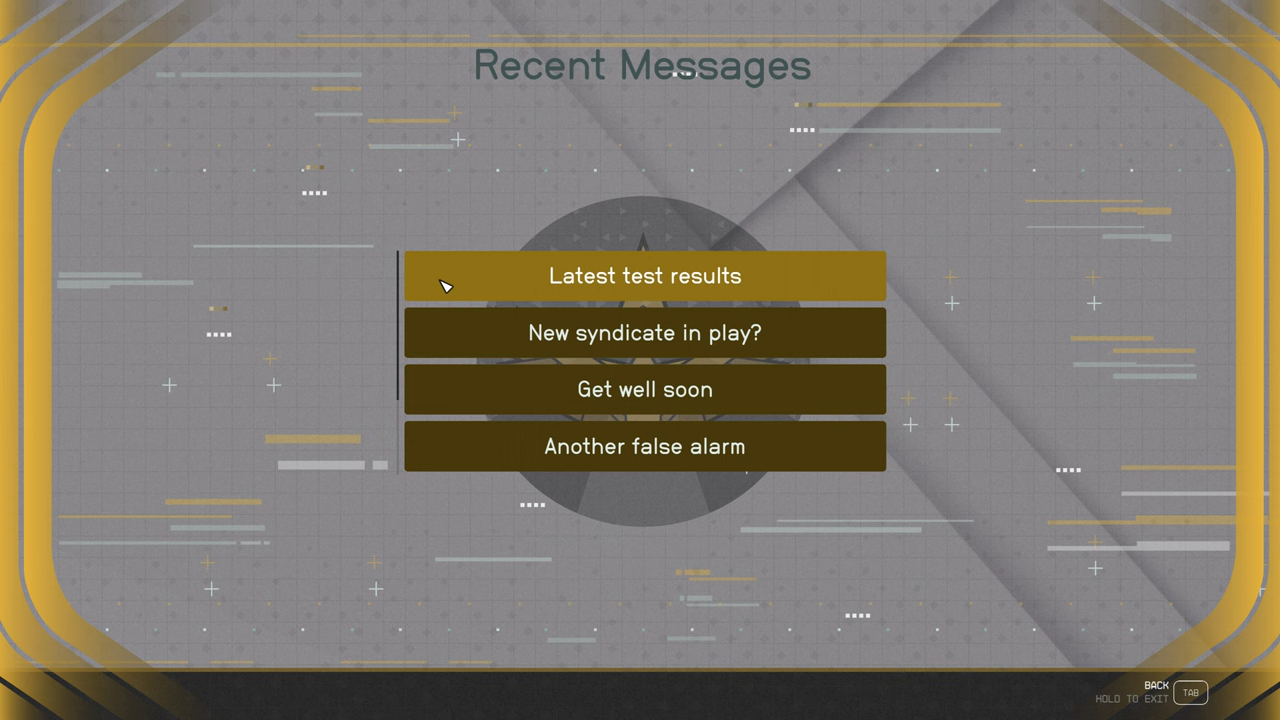 Recent Messages
Latest test results
New syndicate in play?
Get well soon
Another false alarm
BACK
HOLD TO EXIT
TAB